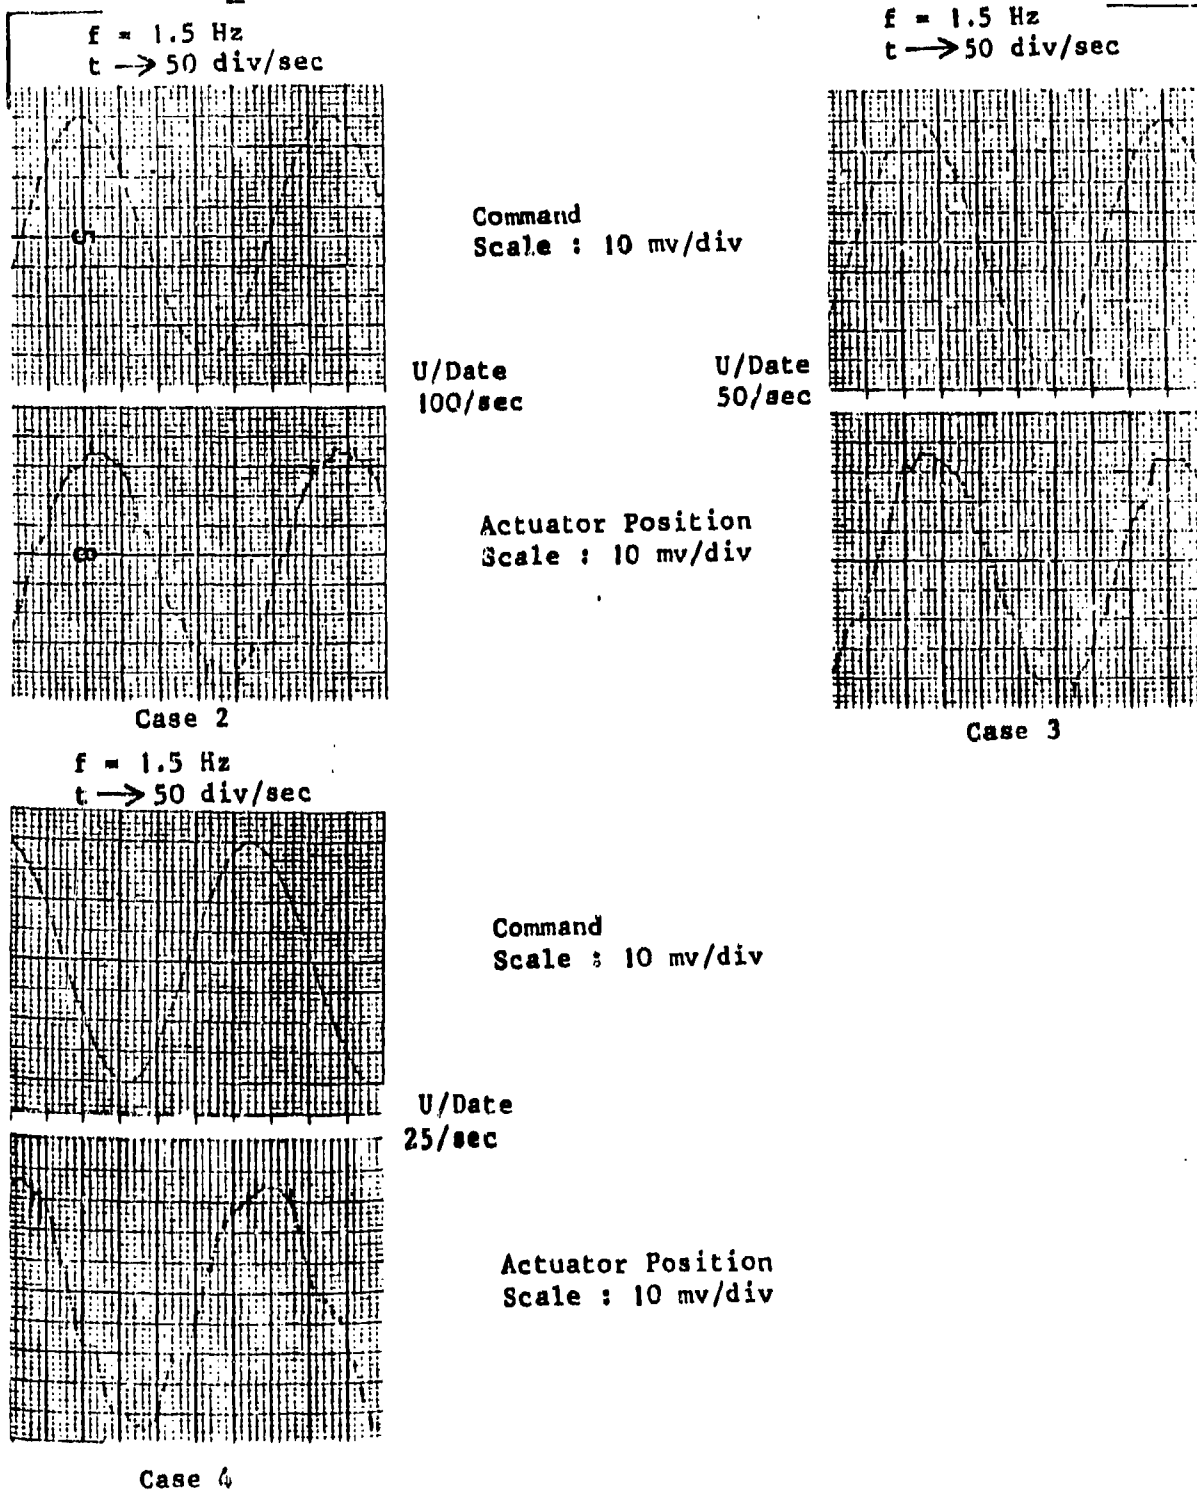 f = 1.5 Hz
t → 50 div/sec
f = 1.5 Hz
t → 50 div/sec
5
Command
Scale : 10 mv/div
U/Date
100/sec
U/Date
50/sec
8
Actuator Position
Scale : 10 mv/div
Case 2
Case 3
f = 1.5 Hz
t → 50 div/sec
Command
Scale : 10 mv/div
U/Date
25/sec
Actuator Position
Scale : 10 mv/div
Case 4